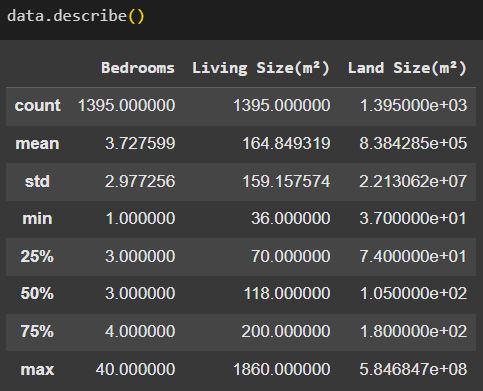 data.describe()
Bedrooms Living Size(m²) Land Size(m²)
count 1395.000000 1395.000000 1.395000e+03
mean 3.727599 164.849319 8.384285e+05
std 2.977256 159.157574 2.213062e+07
min 1.000000 36.000000 3.700000e+01
25% 3.000000 70.000000 7.400000e+01
50% 3.000000 118.000000 1.050000e+02
75% 4.000000 200.000000 1.800000e+02
max 40.000000 1860.000000 5.846847e+08